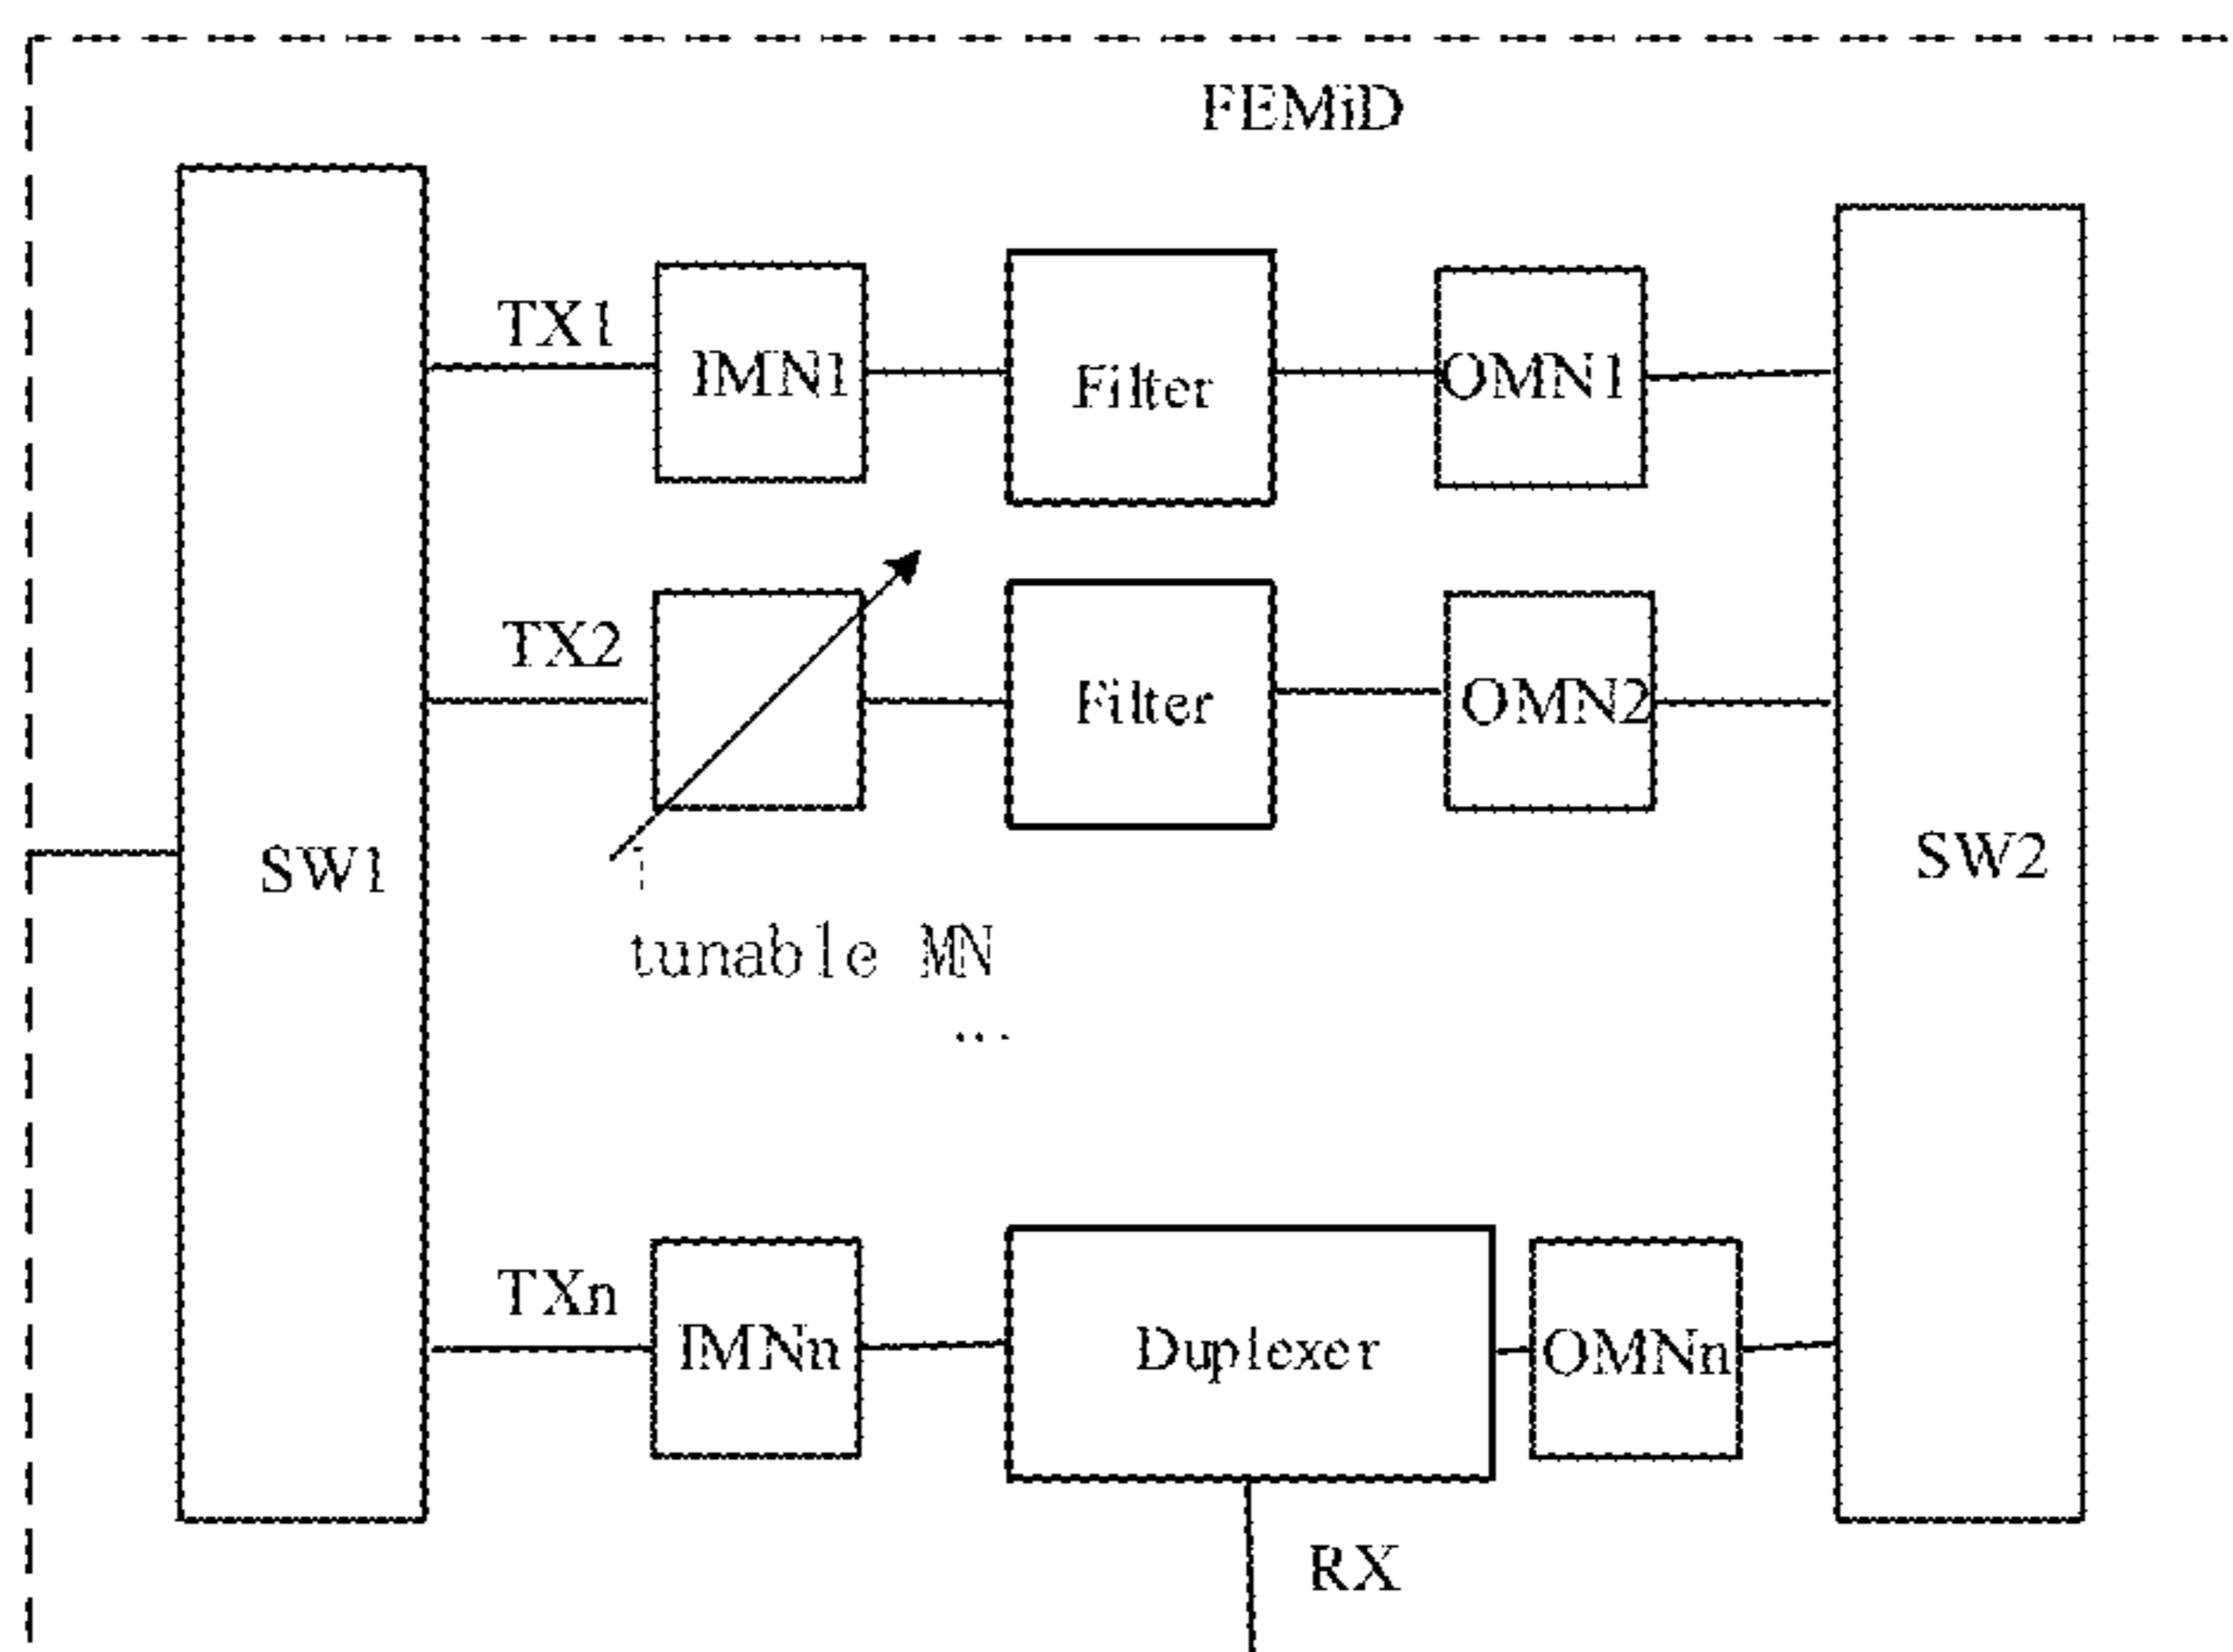 FEMiD
TX1
IMN1
Filter
OMN1
TX2
Filter
OMN2
SW1
SW2
tunable MN
...
TXn
IMNn
Duplexer
OMNn
RX